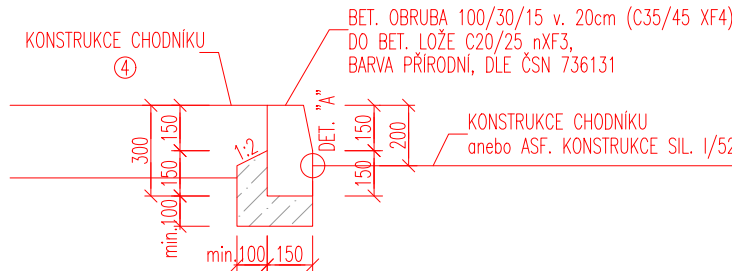 BET. OBRUBA 100/30/15 v. 20cm (C35/45 XF4)
DO BET. LOŽE C20/25 nXF3,
BARVA PŘÍRODNÍ, DLE ČSN 736131
KONSTRUKCE CHODNÍKU
4
DET. "A"
KONSTRUKCE CHODNÍKU
anebo ASF. KONSTRUKCE SIL. I/52
300
150
150
min.100
1:2
150
150
200
min.100
150